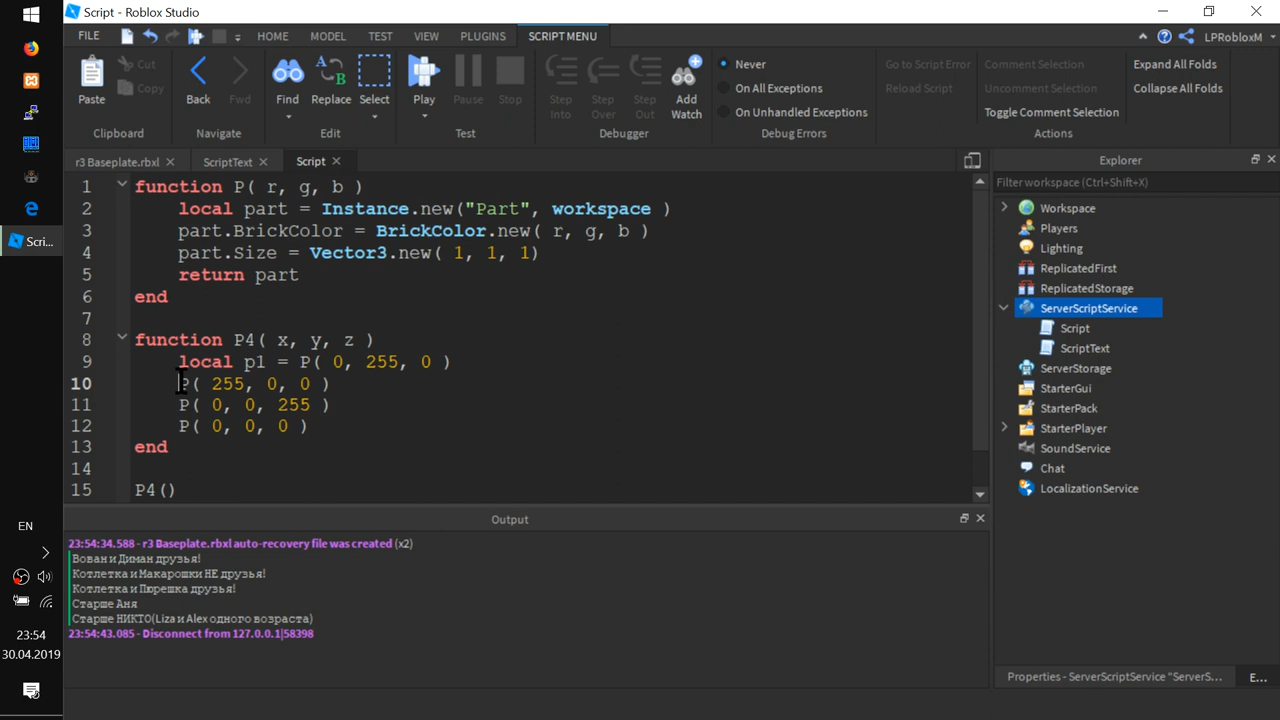 Script - Roblox Studio
FILE HOME MODEL TEST VIEW PLUGINS SCRIPT MENU LPRobloxM
Paste Cut Copy Back Fwd Find Replace Select Play Pause Stop Step Into Step Over Step Out Add Watch
Never Go to Script Error Comment Selection Expand All Folds
On All Exceptions Reload Script Uncomment Selection Collapse All Folds
On Unhandled Exceptions Toggle Comment Selection
Clipboard Navigate Edit Test Debugger Debug Errors Actions
r3 Baseplate.rbxl ScriptText Script
1 function P( r, g, b )
2 local part = Instance.new("Part", workspace )
3 part.BrickColor = BrickColor.new( r, g, b )
4 part.Size = Vector3.new( 1, 1, 1)
5 return part
6 end
7
8 function P4( x, y, z )
9 local p1 = P( 0, 255, 0 )
10 P( 255, 0, 0 )
11 P( 0, 0, 255 )
12 P( 0, 0, 0 )
13 end
14
15 P4()
Output
23:54:34.588 - r3 Baseplate.rbxl auto-recovery file was created (x2)
Вован и Диман друзья!
Котлетка и Макарошки НЕ друзья!
Котлетка и Пюрешка друзья!
Старше Аня
Старше НИКТО(Liza и Alex одного возраста)
23:54:43.085 - Disconnect from 127.0.0.1|58398
Explorer
Filter workspace (Ctrl+Shift+X)
Workspace
Players
Lighting
ReplicatedFirst
ReplicatedStorage
ServerScriptService
Script
ScriptText
ServerStorage
StarterGui
StarterPack
StarterPlayer
SoundService
Chat
LocalizationService
Properties - ServerScriptService "ServerS... E...
Scri...
EN
23:54
30.04.2019